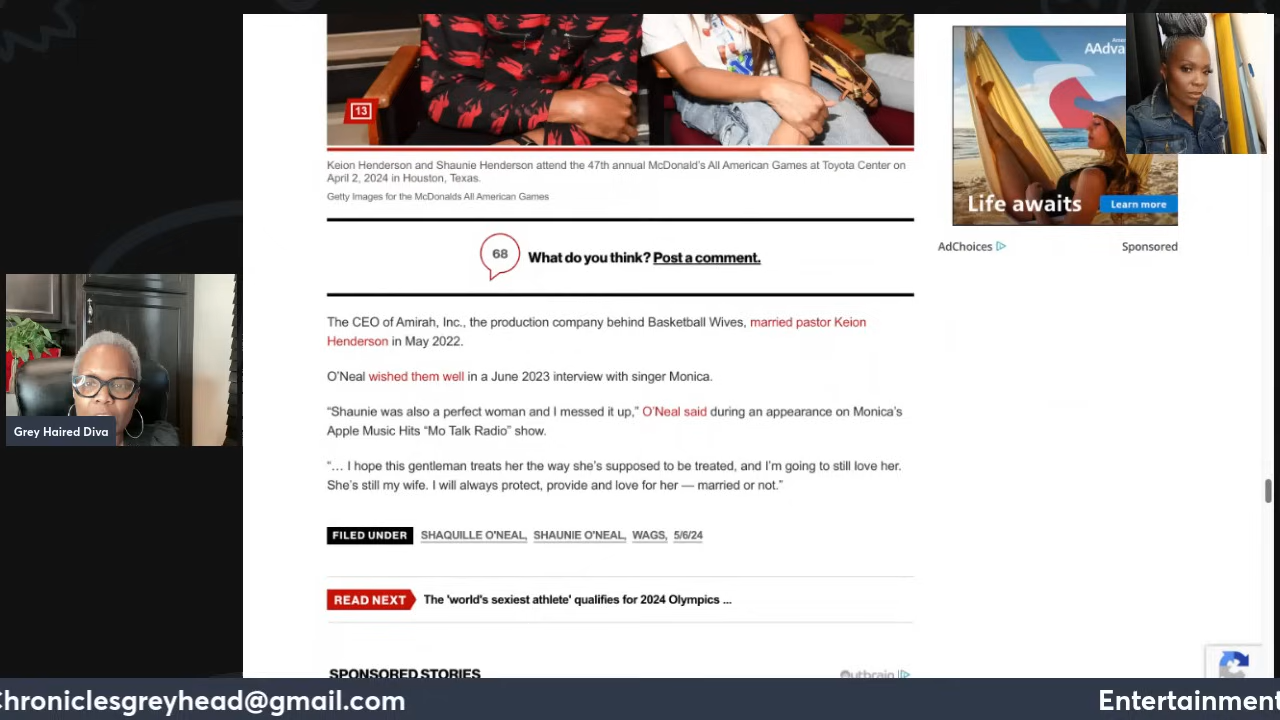 13
Keion Henderson and Shaunie Henderson attend the 47th annual McDonald's All American Games at Toyota Center on
April 2, 2024 in Houston, Texas.
Getty Images for the McDonalds All American Games
68
What do you think? Post a comment.
The CEO of Amirah, Inc., the production company behind Basketball Wives, married pastor Keion
Henderson in May 2022.
O'Neal wished them well in a June 2023 interview with singer Monica.
“Shaunie was also a perfect woman and I messed it up,” O'Neal said during an appearance on Monica's
Apple Music Hits “Mo Talk Radio” show.
“… I hope this gentleman treats her the way she's supposed to be treated, and I'm going to still love her.
She's still my wife. I will always protect, provide and love for her — married or not.”
FILED UNDER SHAQUILLE O'NEAL, SHAUNIE O'NEAL, WAGS, 5/6/24
READ NEXT The 'world's sexiest athlete' qualifies for 2024 Olympics ...
SPONSORED STORIES
Outbrain
AAdva
Life awaits
Learn more
AdChoices
Sponsored
Grey Haired Diva
Chroniclesgreyhead@gmail.com
Entertainment